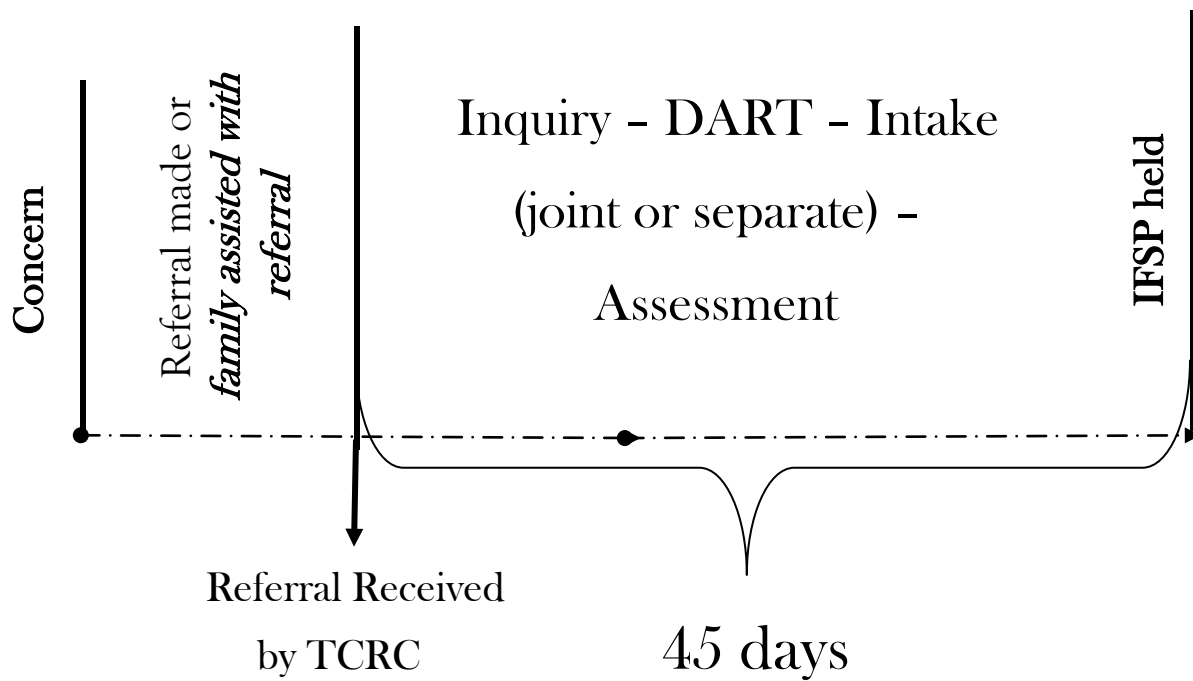 Concern
Referral made or
family assisted with
referral
Inquiry – DART – Intake
(joint or separate) –
Assessment
IFSP held
Referral Received
by TCRC
45 days